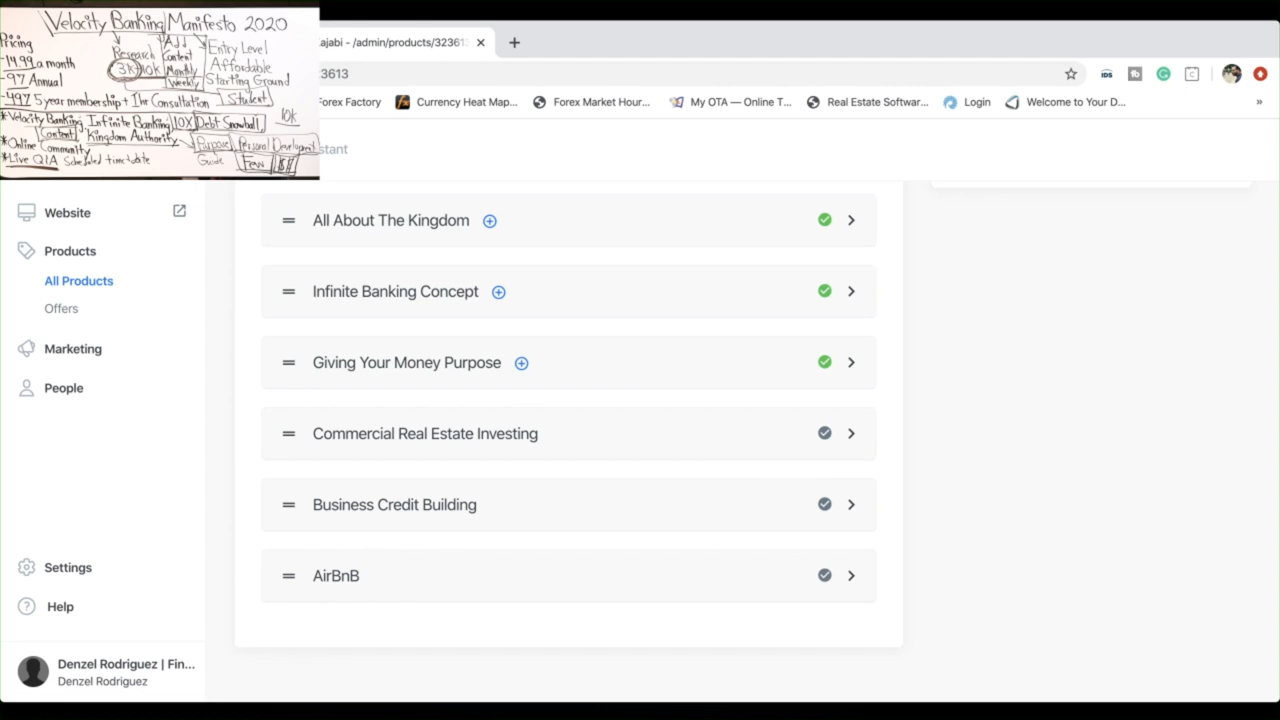 Velocity Banking Manifesto 2020
Pricing
-14.99 a month
-97 Annual
-497 5 year membership + 1hr Consultation
Research
3K-10k
Add
Content
Monthly
Weekly
Entry Level
Affordable
Starting Ground
Student
10k
*Velocity Banking Infinite Banking 10X Debt Snowball
Content Kingdom Authority
*Online Community
*Live Q&A Scheduled time+date
Purpose Personal Development
Guide Few
ajabi - /admin/products/32361
3613
Forex Factory
Currency Heat Map...
Forex Market Hour...
My OTA — Online T...
Real Estate Softwar...
Login
Welcome to Your D...
»
stant
Website
Products
All Products
Offers
Marketing
People
Settings
Help
Denzel Rodriguez | Fin...
Denzel Rodriguez
All About The Kingdom
Infinite Banking Concept
Giving Your Money Purpose
Commercial Real Estate Investing
Business Credit Building
AirBnB